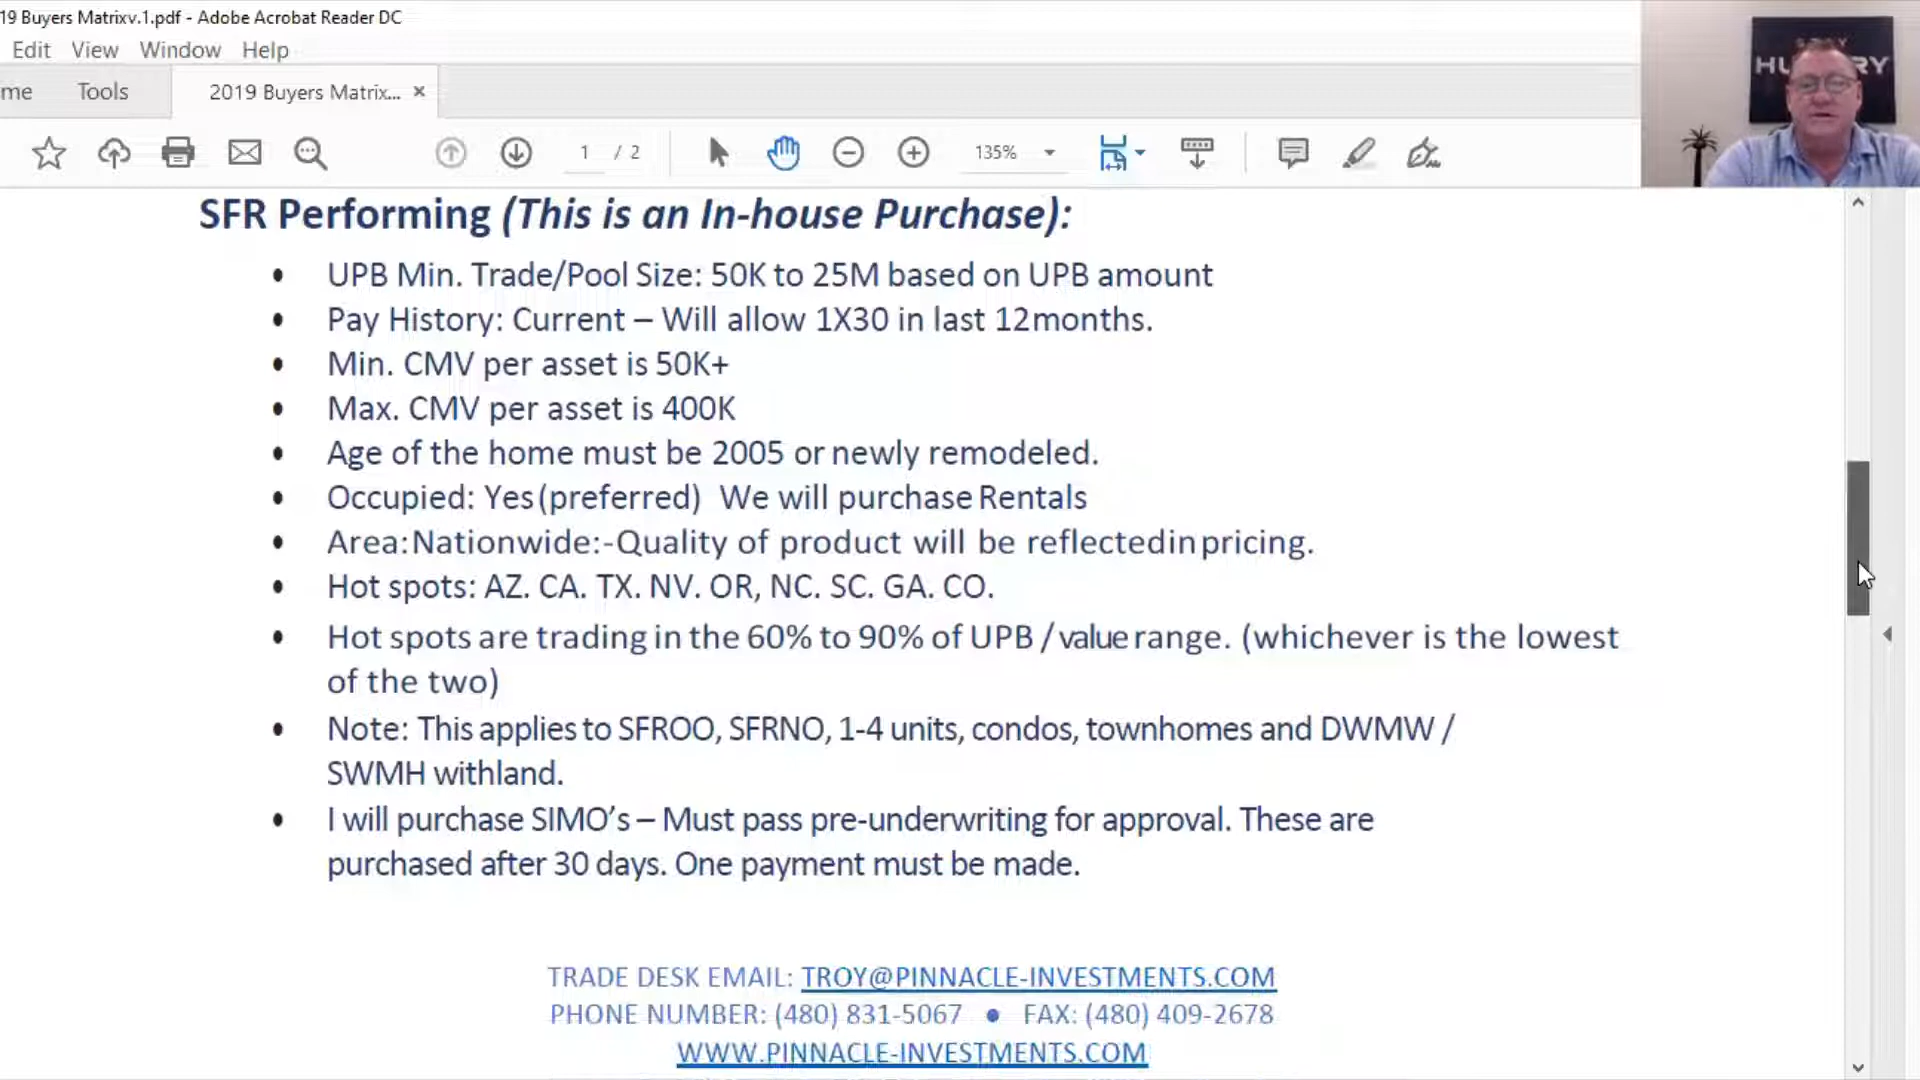 19 Buyers Matrixv.1.pdf - Adobe Acrobat Reader DC
Edit View Window Help
me Tools 2019 Buyers Matrix... ×
1 / 2 135%
HU RY
SFR Performing (This is an In-house Purchase):
• UPB Min. Trade/Pool Size: 50K to 25M based on UPB amount
• Pay History: Current – Will allow 1X30 in last 12months.
• Min. CMV per asset is 50K+
• Max. CMV per asset is 400K
• Age of the home must be 2005 or newly remodeled.
• Occupied: Yes (preferred) We will purchase Rentals
• Area: Nationwide:-Quality of product will be reflected in pricing.
• Hot spots: AZ. CA. TX. NV. OR, NC. SC. GA. CO.
• Hot spots are trading in the 60% to 90% of UPB / value range. (whichever is the lowest
of the two)
• Note: This applies to SFROO, SFRNO, 1-4 units, condos, townhomes and DWMW /
SWMH withland.
• I will purchase SIMO’s – Must pass pre-underwriting for approval. These are
purchased after 30 days. One payment must be made.
TRADE DESK EMAIL: TROY@PINNACLE-INVESTMENTS.COM
PHONE NUMBER: (480) 831-5067 • FAX: (480) 409-2678
WWW.PINNACLE-INVESTMENTS.COM